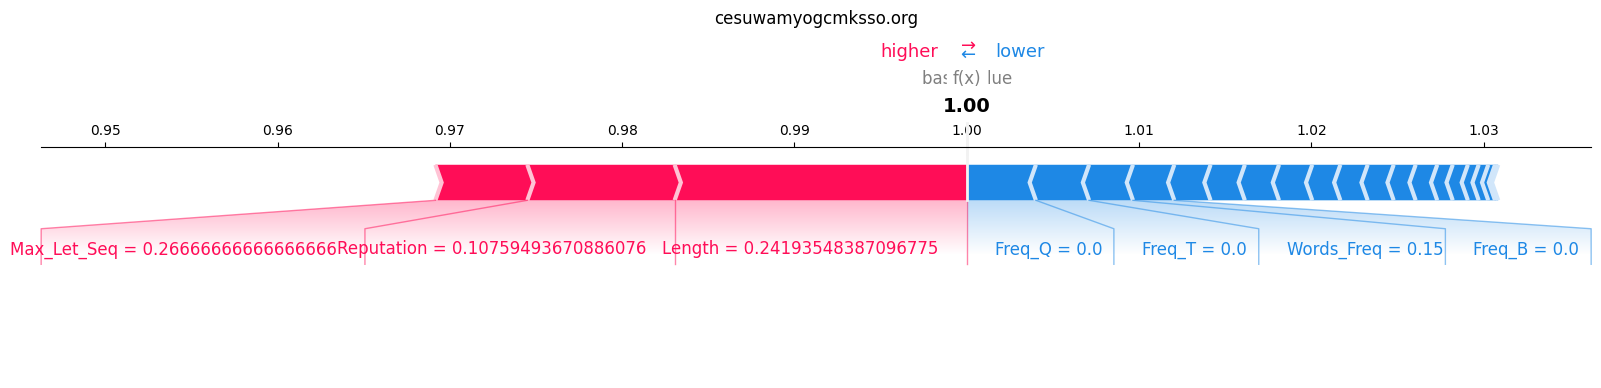 cesuwamyogcmksso.org
higher ⇄ lower
f(x)
1.00
0.95 0.96 0.97 0.98 0.99 1.00 1.01 1.02 1.03
Max_Let_Seq = 0.26666666666666666 Reputation = 0.10759493670886076 Length = 0.24193548387096775 Freq_Q = 0.0 Freq_T = 0.0 Words_Freq = 0.15 Freq_B = 0.0